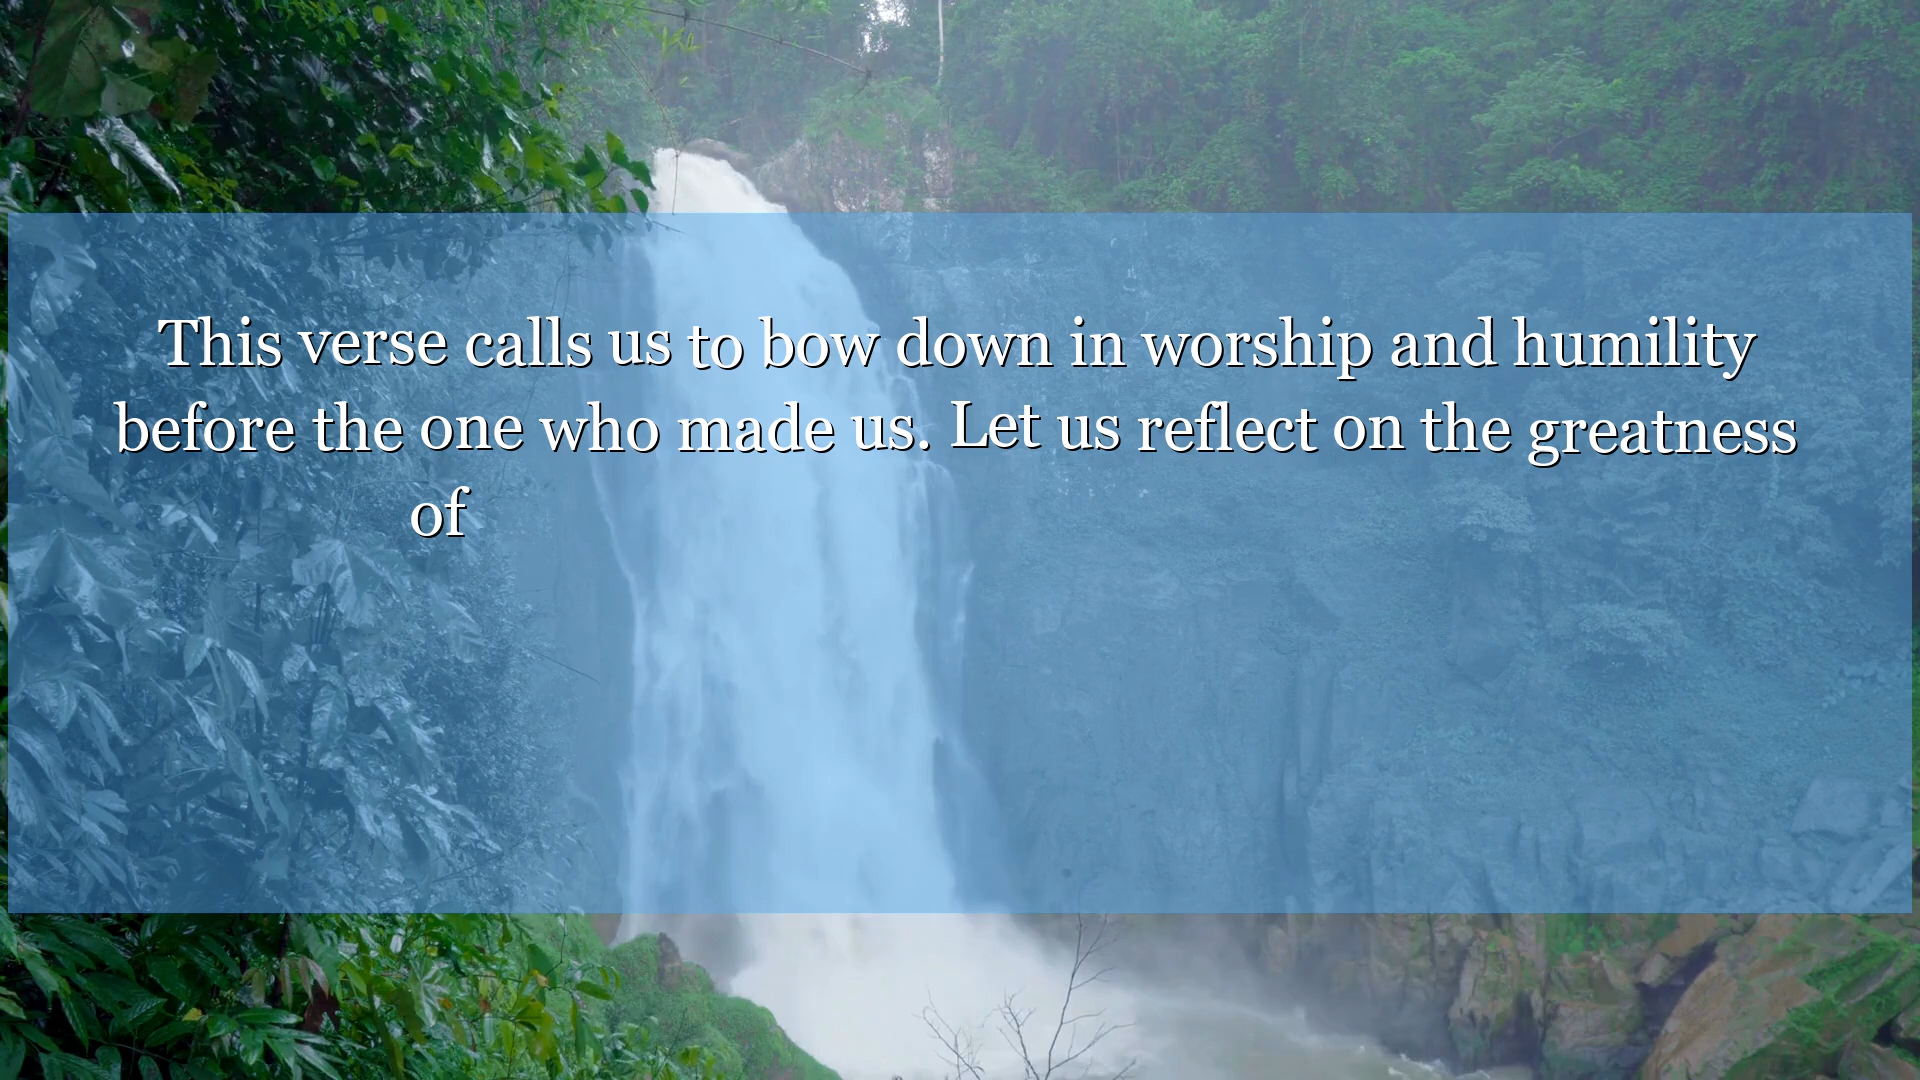 This verse calls us to bow down in worship and humility
before the one who made us. Let us reflect on the greatness
of